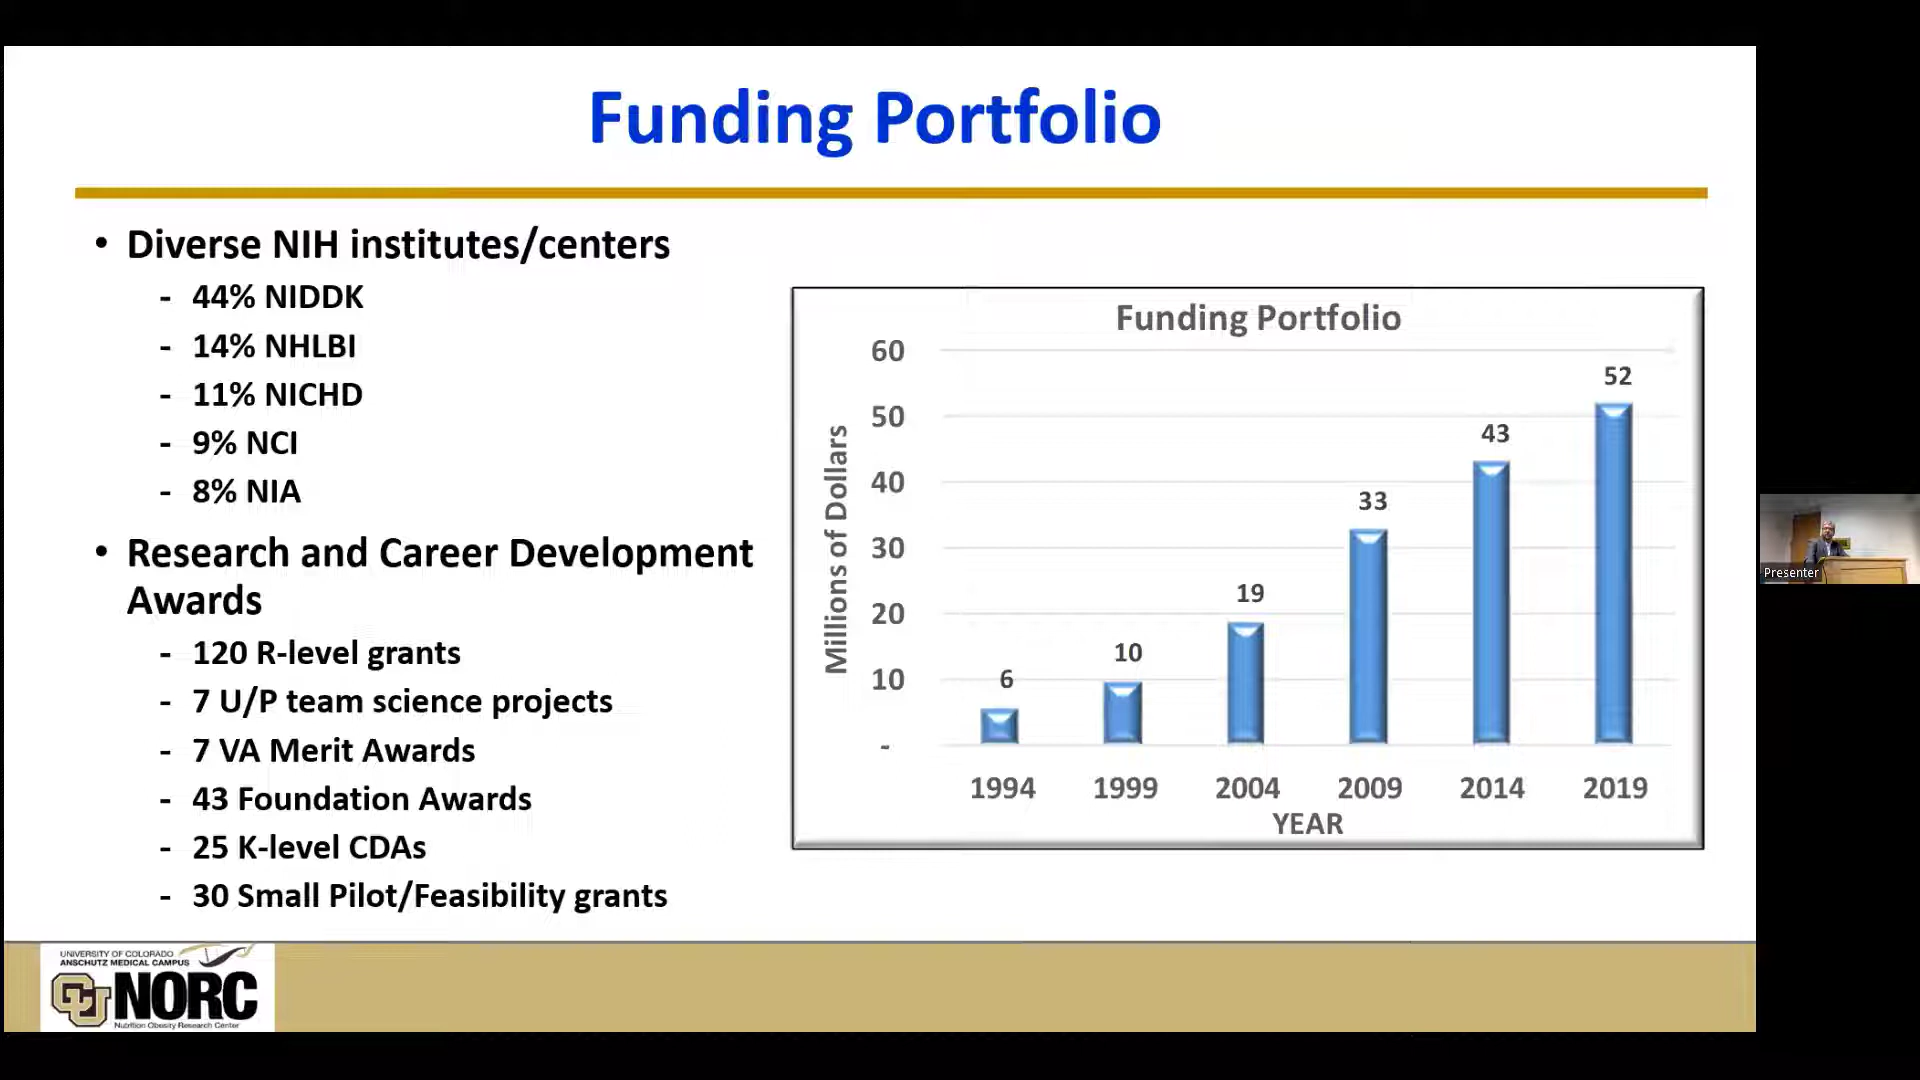 Funding Portfolio
• Diverse NIH institutes/centers
- 44% NIDDK
- 14% NHLBI
- 11% NICHD
- 9% NCI
- 8% NIA
• Research and Career Development
Awards
- 120 R-level grants
- 7 U/P team science projects
- 7 VA Merit Awards
- 43 Foundation Awards
- 25 K-level CDAs
- 30 Small Pilot/Feasibility grants
Funding Portfolio
Millions of Dollars
60
50
40
30
20
10
-
6
10
19
33
43
52
1994 1999 2004 2009 2014 2019
YEAR
Presenter
UNIVERSITY OF COLORADO
ANSCHUTZ MEDICAL CAMPUS
CU NORC
Nutrition Obesity Research Center